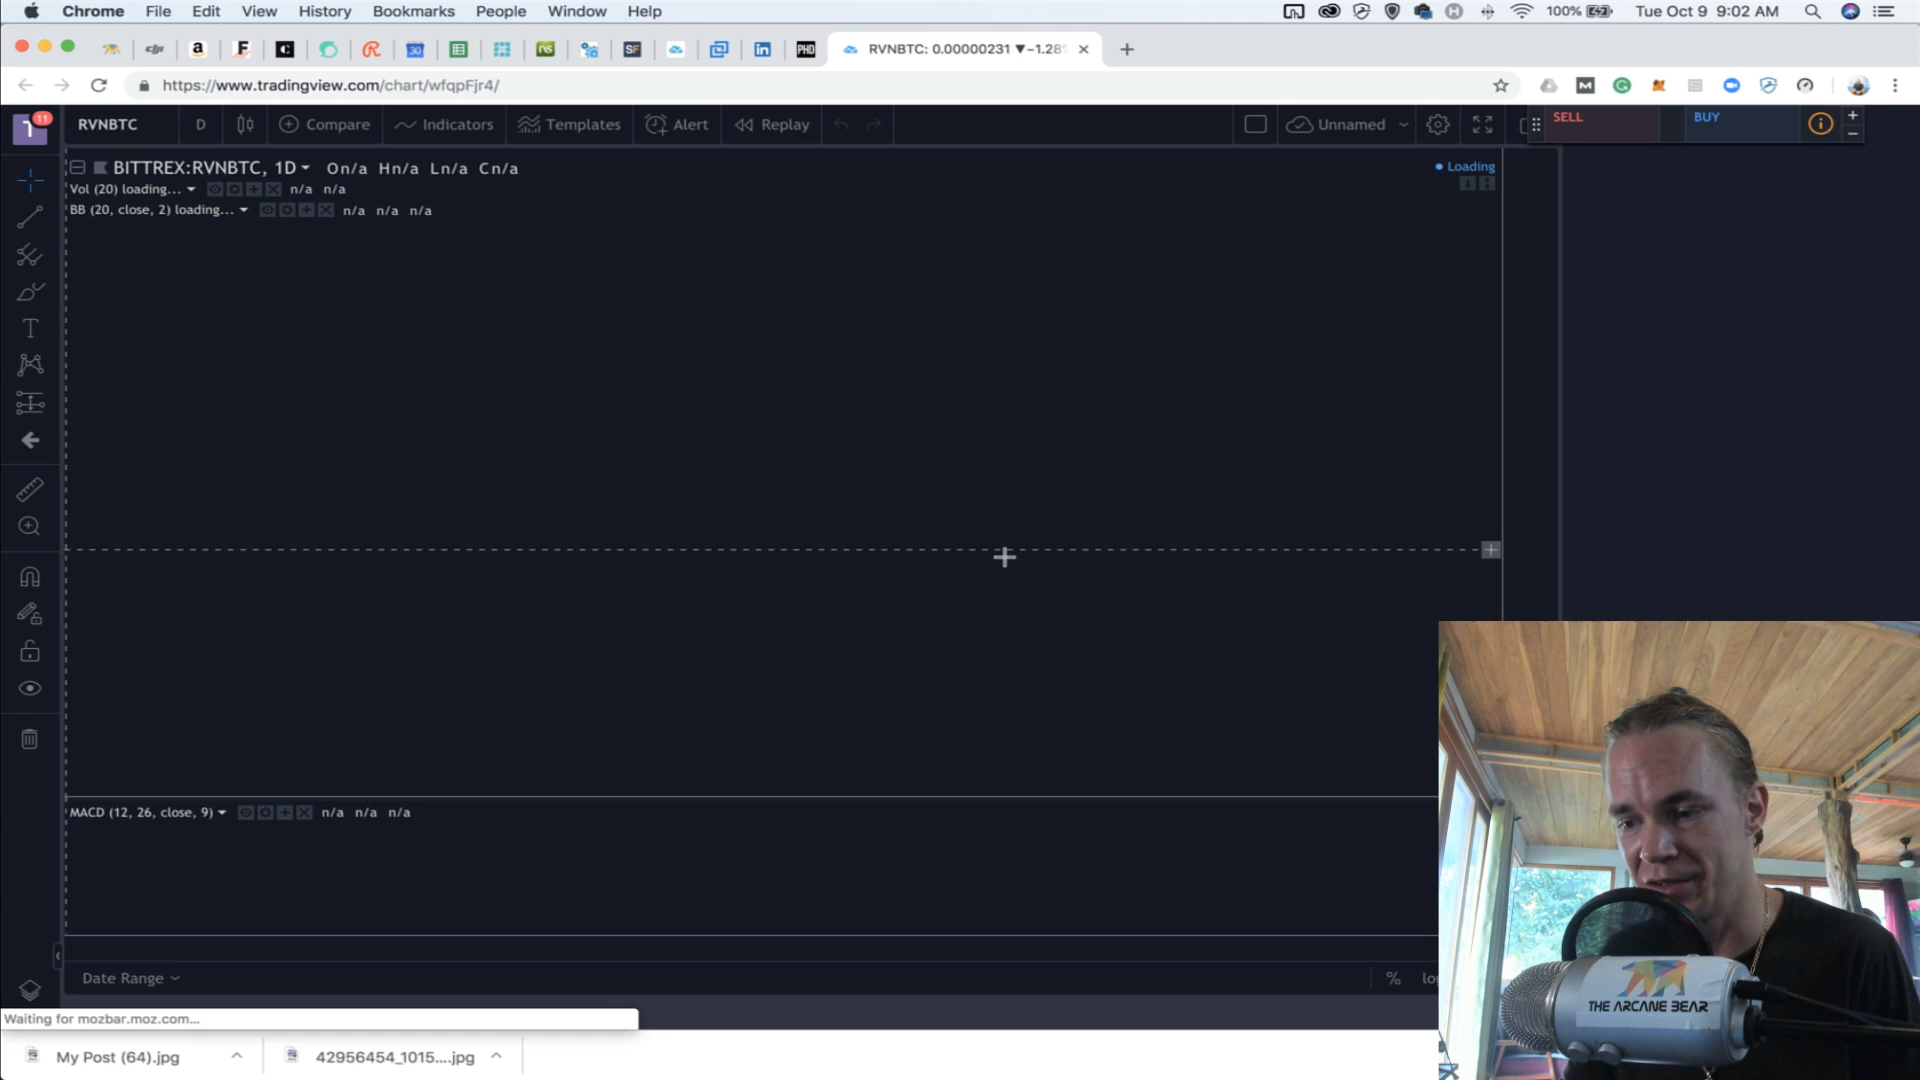 Chrome File Edit View History Bookmarks People Window Help 100% Tue Oct 9 9:02 AM
RVNBTC: 0.00000231 ▼−1.28%
https://www.tradingview.com/chart/wfqpFjr4/
11
RVNBTC D Compare Indicators Templates Alert Replay Unnamed SELL BUY
BITTREX:RVNBTC, 1D On/a Hn/a Ln/a Cn/a Loading
Vol (20) loading... n/a n/a
BB (20, close, 2) loading... n/a n/a n/a
MACD (12, 26, close, 9) n/a n/a n/a
Date Range %
THE ARCANE BEAR
Waiting for mozbar.moz.com...
My Post (64).jpg 42956454_1015....jpg